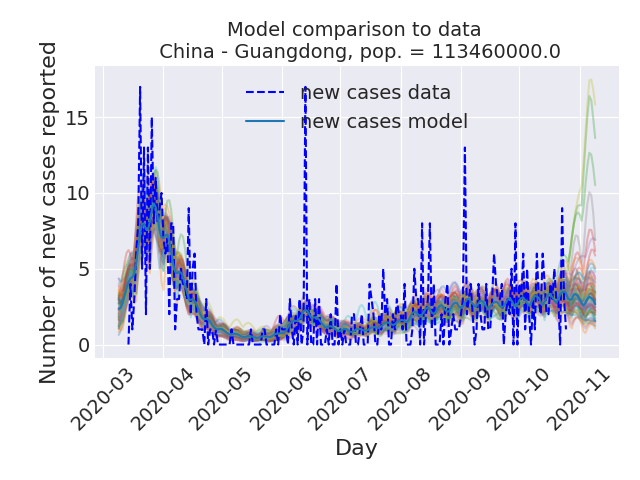 Model comparison to data
China - Guangdong, pop. = 113460000.0
new cases data
new cases model
Number of new cases reported
15
10
5
0
2020-03
2020-04
2020-05
2020-06
2020-07
2020-08
2020-09
2020-10
2020-11
Day